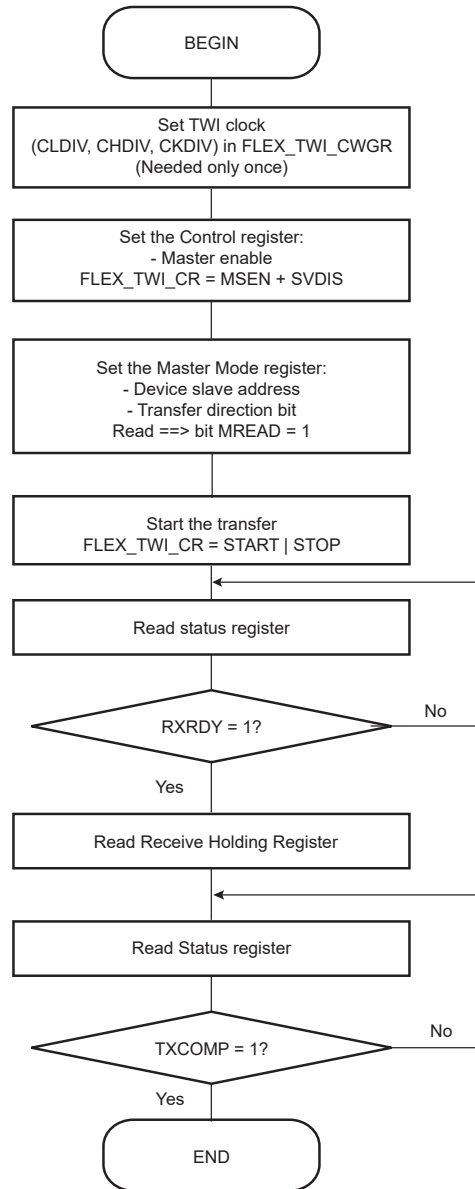 BEGIN
Set TWI clock
(CLDIV, CHDIV, CKDIV) in FLEX_TWI_CWGR
(Needed only once)
Set the Control register:
- Master enable
FLEX_TWI_CR = MSEN + SVDIS
Set the Master Mode register:
- Device slave address
- Transfer direction bit
Read ==> bit MREAD = 1
Start the transfer
FLEX_TWI_CR = START | STOP
Read status register
RXRDY = 1?
No
Yes
Read Receive Holding Register
Read Status register
TXCOMP = 1?
No
Yes
END